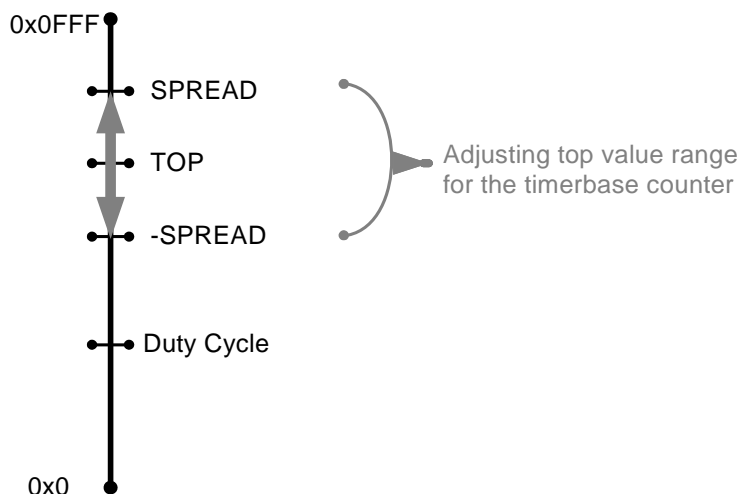 0x0FFF
SPREAD
TOP
Adjusting top value range
for the timerbase counter
-SPREAD
Duty Cycle
0x0